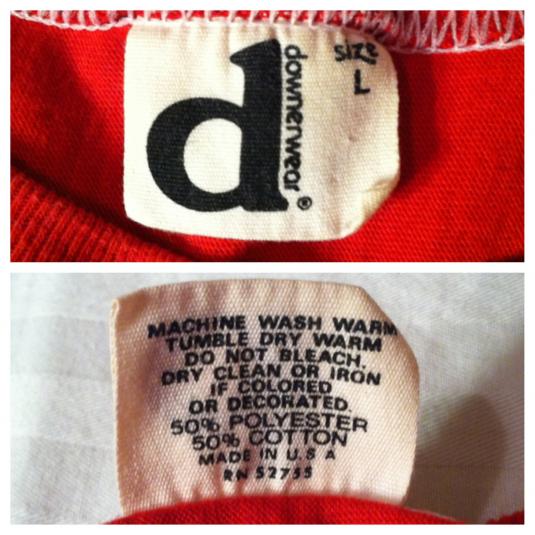 d
downerwear®
size
L
MACHINE WASH WARM
TUMBLE DRY WARM
DO NOT BLEACH,
DRY CLEAN OR IRON
IF COLORED
OR DECORATED.
50% POLYESTER
50% COTTON
MADE IN U.S A
RN 52755